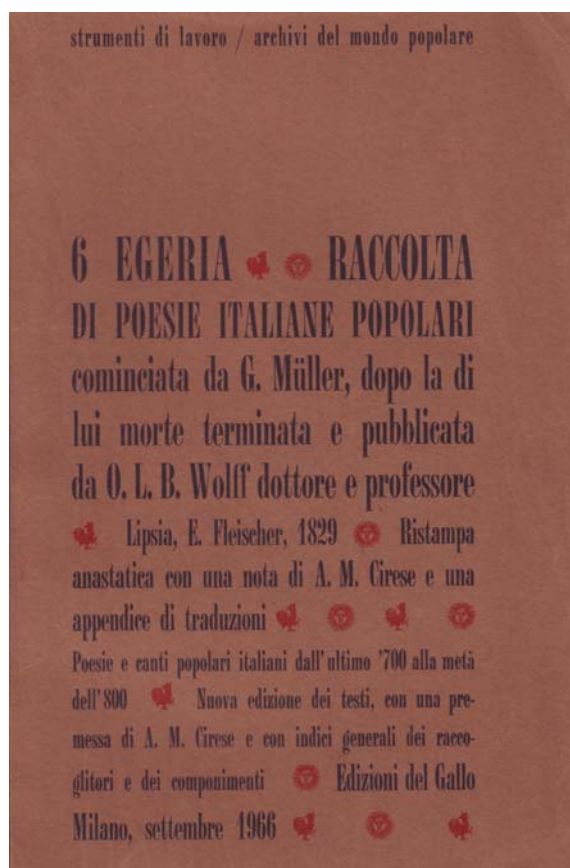 strumenti di lavoro / archivi del mondo popolare
6 EGERIA RACCOLTA
DI POESIE ITALIANE POPOLARI
cominciata da G. Müller, dopo la di
lui morte terminata e pubblicata
da O. L. B. Wolff dottore e professore
Lipsia, E. Fleischer, 1829 Ristampa
anastatica con una nota di A. M. Cirese e una
appendice di traduzioni
Poesie e canti popolari italiani dall'ultimo '700 alla metà
dell'800 Nuova edizione dei testi, con una pre-
messa di A. M. Cirese e con indici generali dei racco-
glitori e dei componimenti Edizioni del Gallo
Milano, settembre 1966